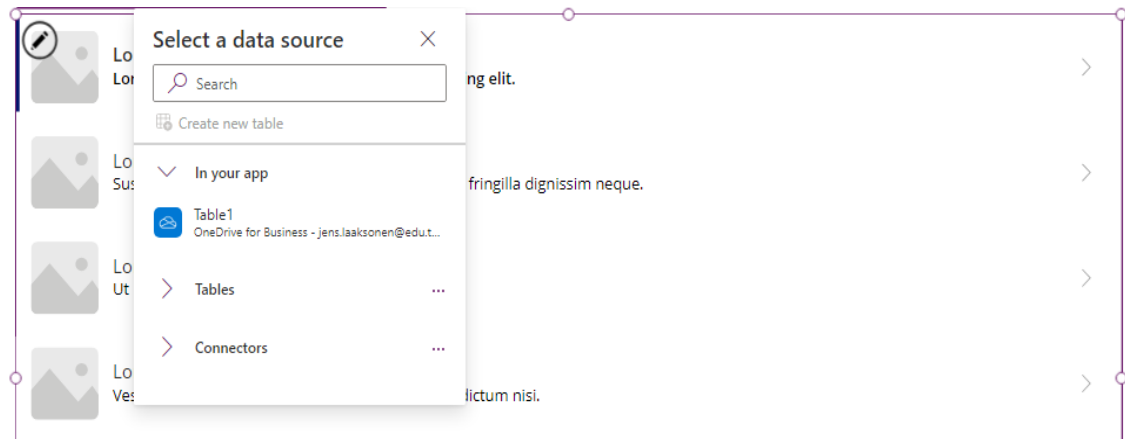 Select a data source
Search
Create new table
In your app
Table1
OneDrive for Business - jens.laaksonen@edu.t...
Tables
...
Connectors
...
Lo
Lor
ng elit.
Lo
Sus
fringilla dignissim neque.
Lo
Ut
Lo
Ves
dictum nisi.